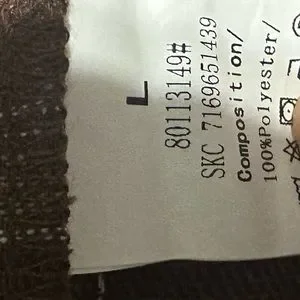 L
80113149#
SKC 7169651439
Composition/
100%Polyester/